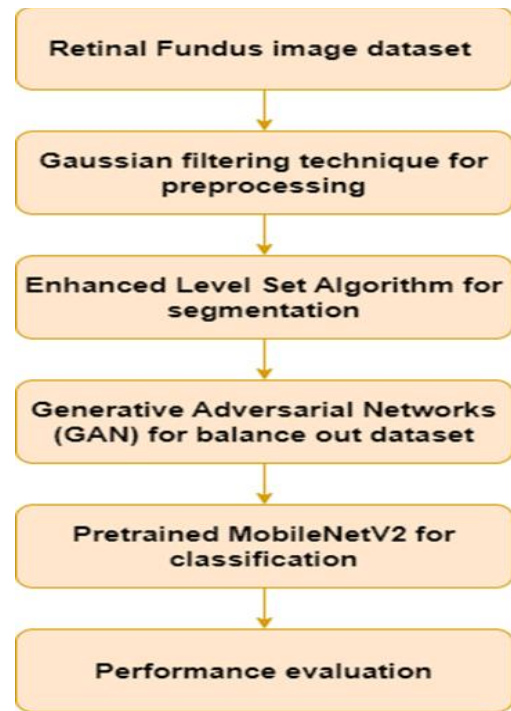 Retinal Fundus image dataset
Gaussian filtering technique for
preprocessing
Enhanced Level Set Algorithm for
segmentation
Generative Adversarial Networks
(GAN) for balance out dataset
Pretrained MobileNetV2 for
classification
Performance evaluation